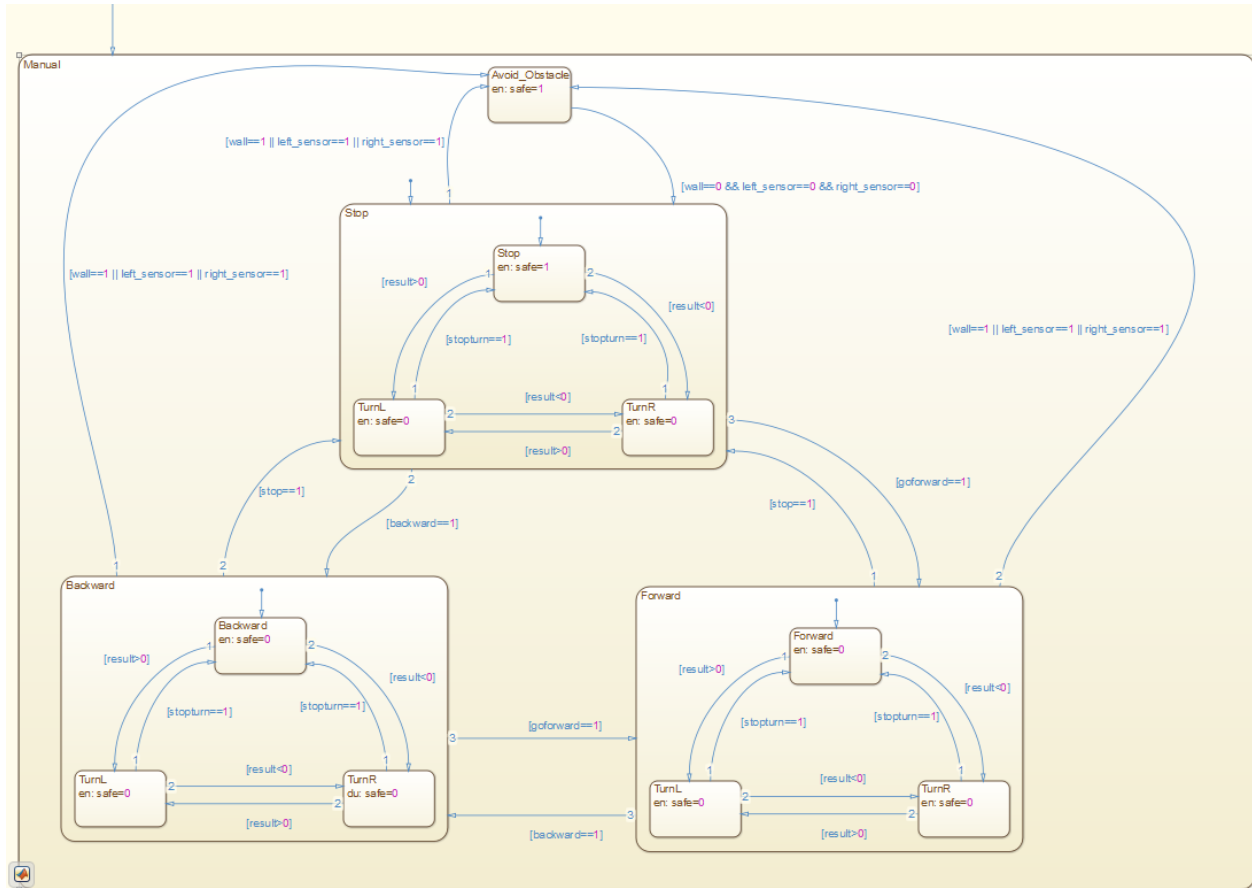 Manual
Avoid_Obstacle
en: safe=1
[wall==1 || left_sensor==1 || right_sensor==1]
1
[wall==0 && left_sensor==0 && right_sensor==0]
Stop
Stop
en: safe=1
1
2
[result>0]
[result<0]
[stopturn==1]
[stopturn==1]
[wall==1 || left_sensor==1 || right_sensor==1]
[wall==1 || left_sensor==1 || right_sensor==1]
1
1
TurnL
en: safe=0
2
[result<0]
TurnR
en: safe=0
2
[result>0]
3
2
[stop==1]
[backward==1]
[stop==1]
[goforward==1]
1
2
1
2
Backward
Backward
en: safe=0
1
2
[result>0]
[result<0]
[stopturn==1]
[stopturn==1]
1
1
TurnL
en: safe=0
2
[result<0]
TurnR
du: safe=0
2
[result>0]
3
[goforward==1]
3
[backward==1]
Forward
Forward
en: safe=0
1
2
[result>0]
[result<0]
[stopturn==1]
[stopturn==1]
1
1
TurnL
en: safe=0
2
[result<0]
TurnR
en: safe=0
2
[result>0]